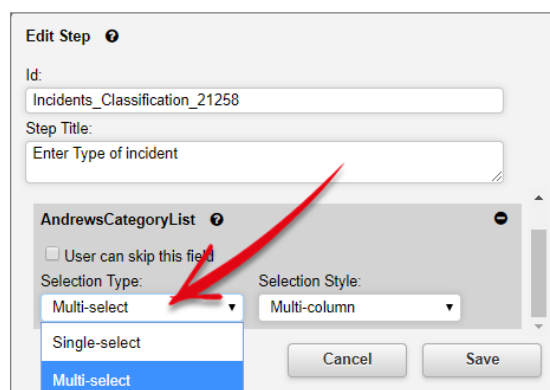 Edit Step
Id:
Incidents_Classification_21258
Step Title:
Enter Type of incident
AndrewsCategoryList
User can skip this field
Selection Type: Selection Style:
Multi-select Multi-column
Single-select
Multi-select
Cancel Save